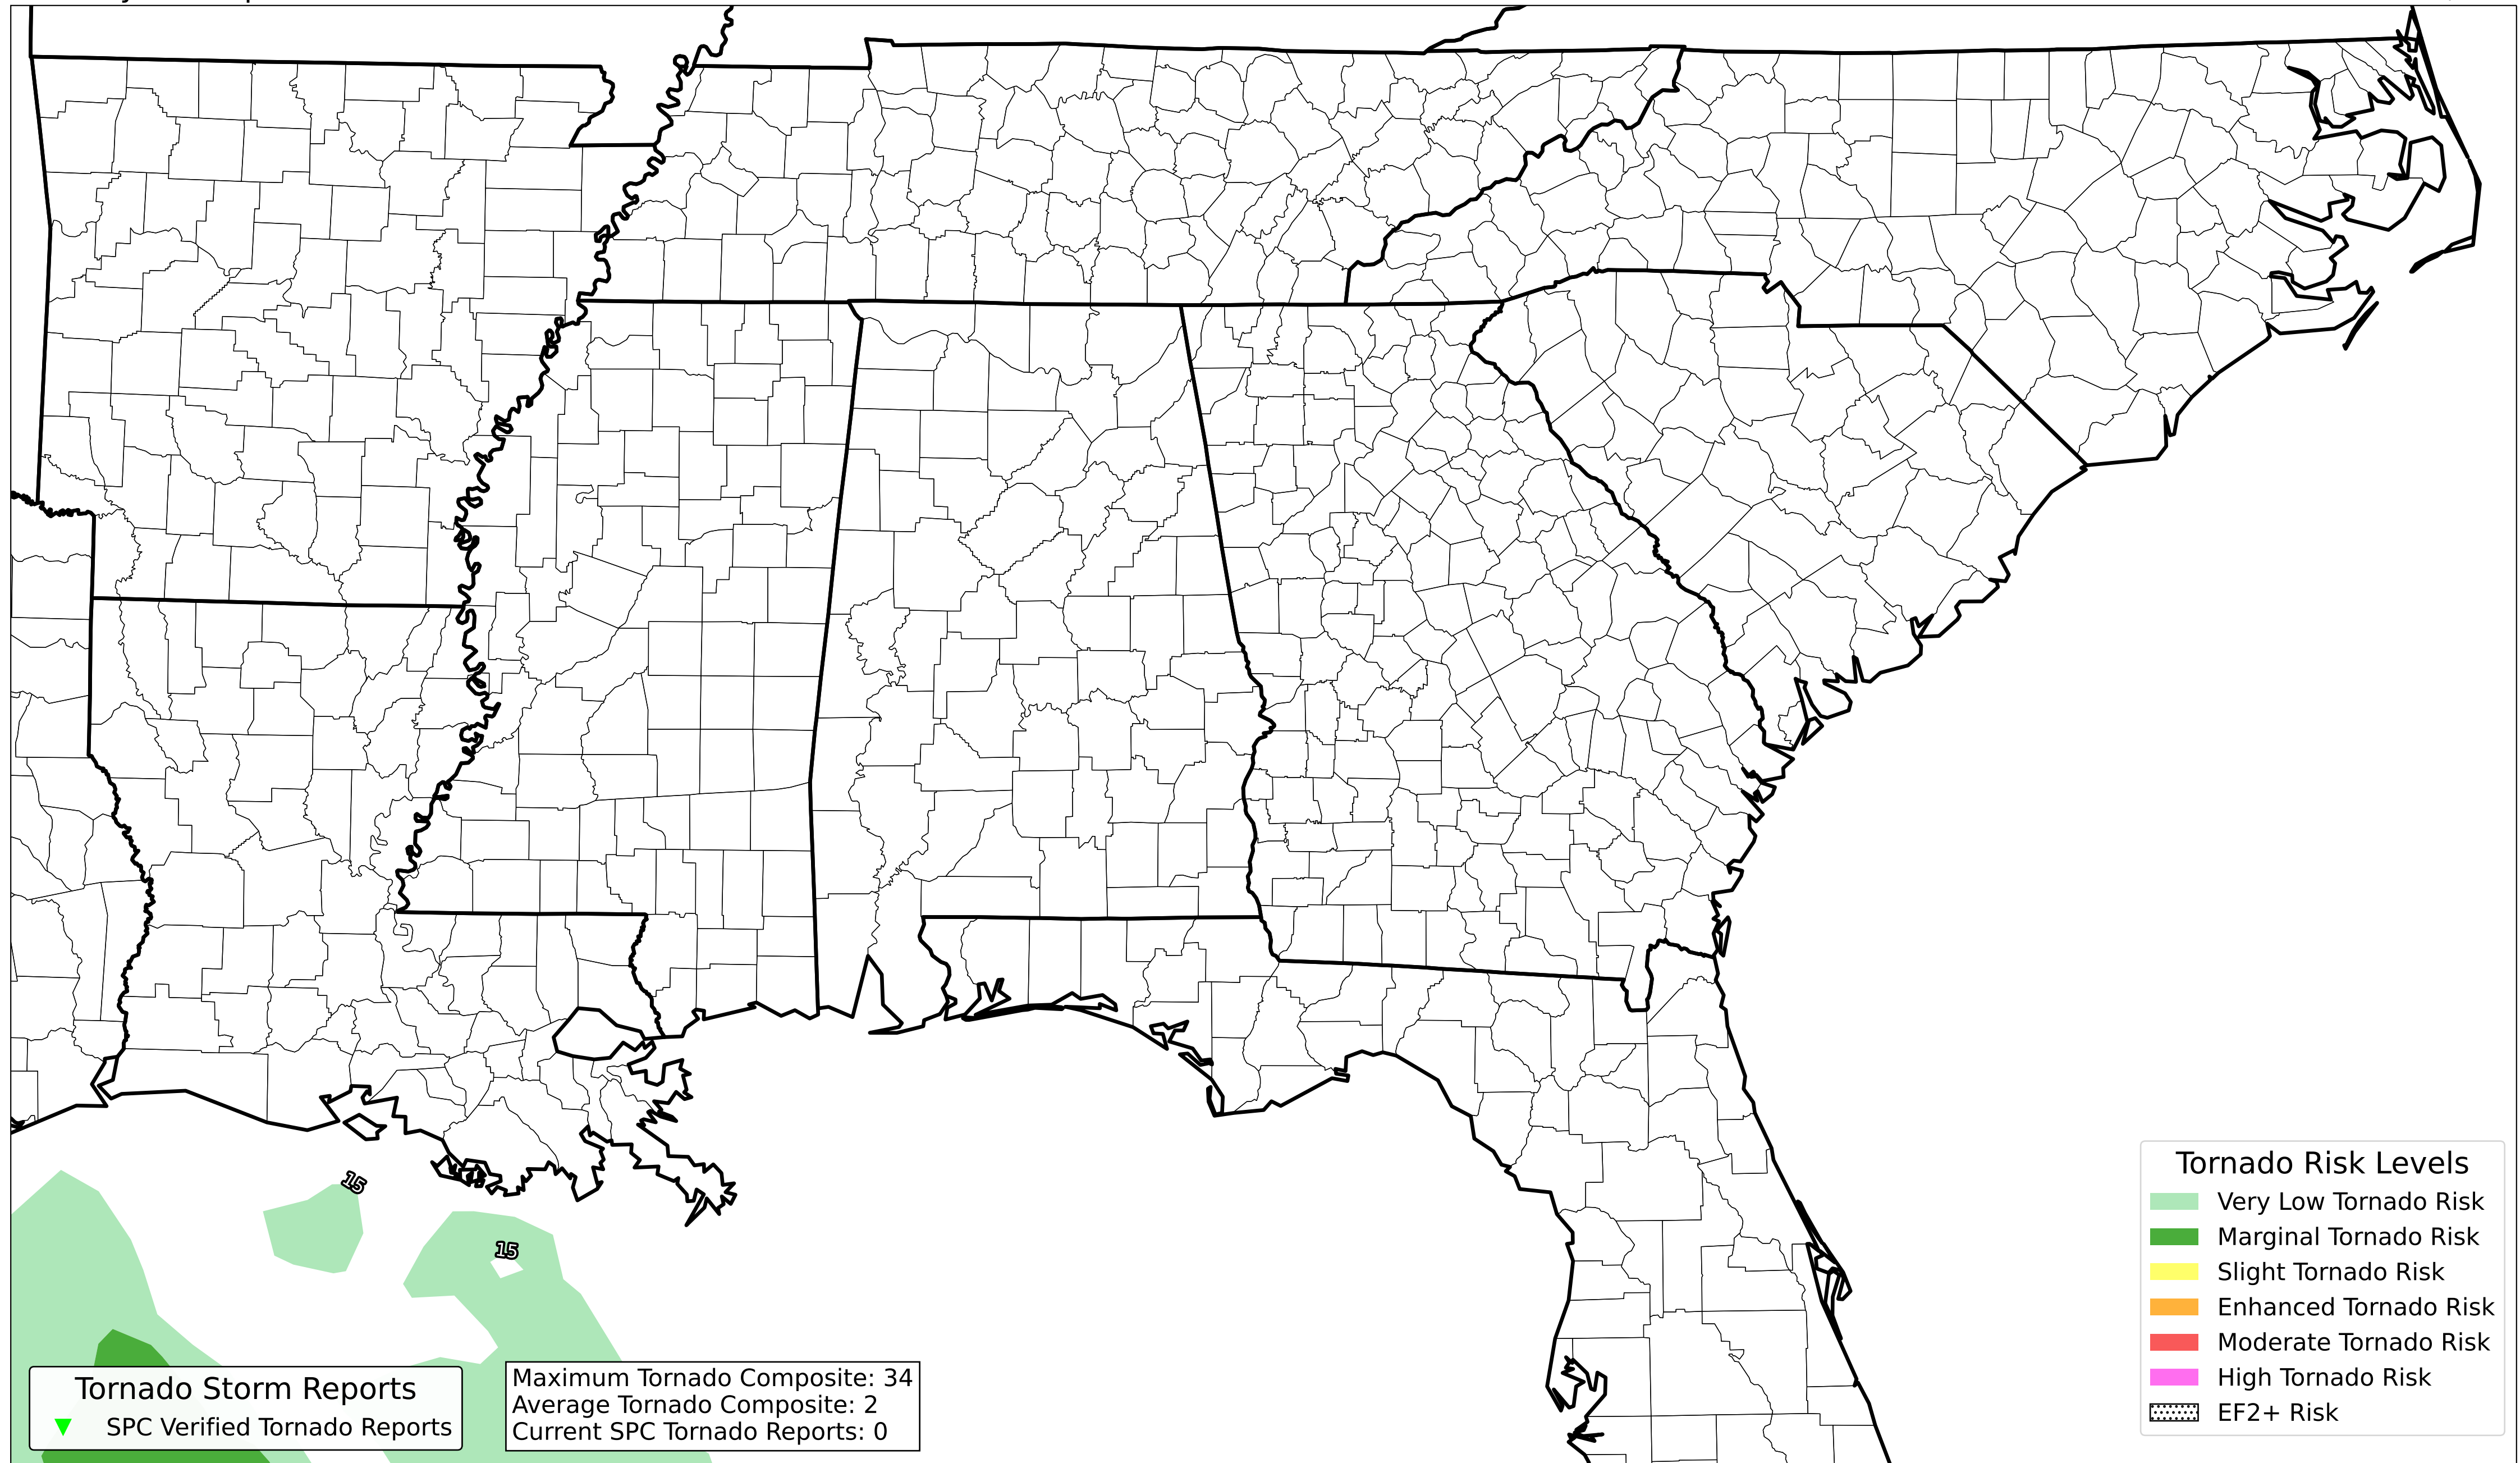 15
15
Tornado Risk Levels
Very Low Tornado Risk
Marginal Tornado Risk
Slight Tornado Risk
Enhanced Tornado Risk
Moderate Tornado Risk
High Tornado Risk
EF2+ Risk
Tornado Storm Reports
SPC Verified Tornado Reports
Maximum Tornado Composite: 34
Average Tornado Composite: 2
Current SPC Tornado Reports: 0